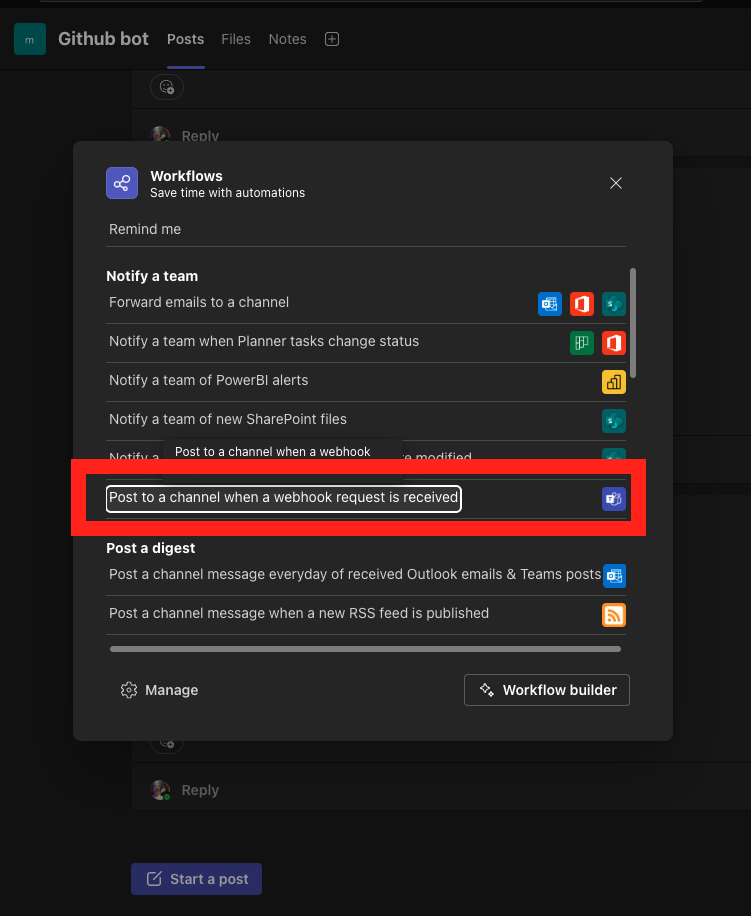 m
Github bot
Posts
Files
Notes
Reply
Workflows
Save time with automations
Remind me
Notify a team
Forward emails to a channel
Notify a team when Planner tasks change status
Notify a team of PowerBI alerts
Notify a team of new SharePoint files
Post to a channel when a webhook
Notify a
modified
Post to a channel when a webhook request is received
Post a digest
Post a channel message everyday of received Outlook emails & Teams posts
Post a channel message when a new RSS feed is published
Manage
Workflow builder
Reply
Start a post